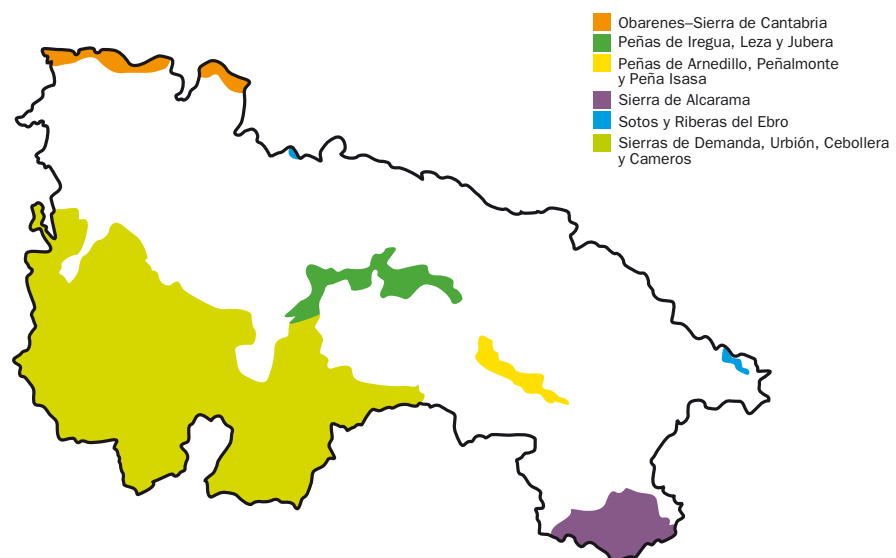 Obarenes–Sierra de Cantabria
Peñas de Iregua, Leza y Jubera
Peñas de Arnedillo, Peñalmonte
y Peña Isasa
Sierra de Alcarama
Sotos y Riberas del Ebro
Sierras de Demanda, Urbión, Cebollera
y Cameros